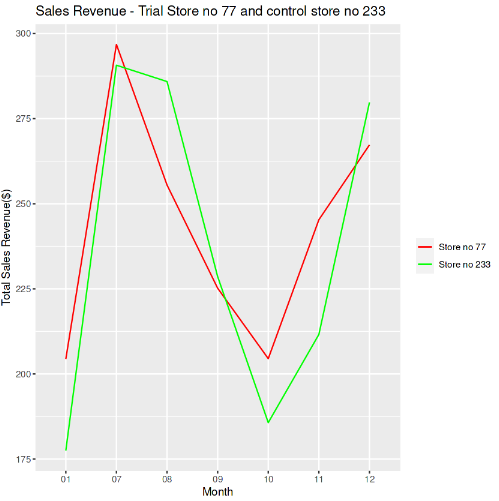 Sales Revenue - Trial Store no 77 and control store no 233
300
275
250
225
200
175
Total Sales Revenue($)
01 07 08 09 10 11 12
Month
Store no 77
Store no 233